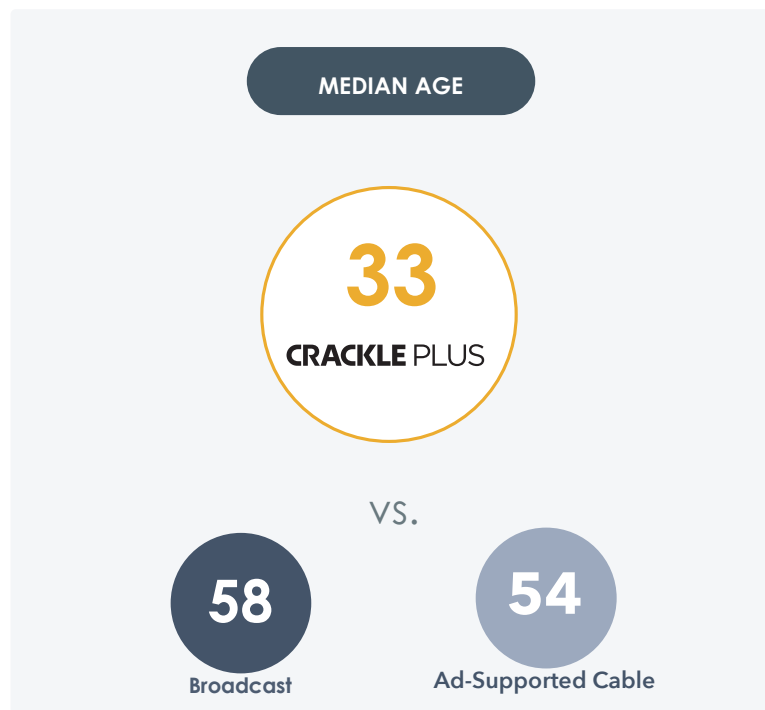 MEDIAN AGE
33
CRACKLE PLUS
vs.
58
Broadcast
54
Ad-Supported Cable